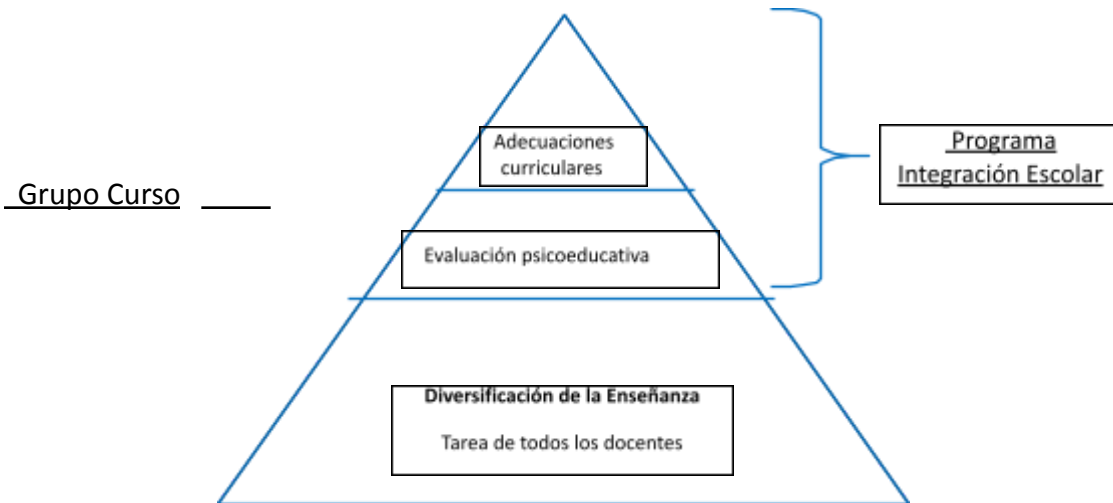 Adecuaciones
curriculares
Programa
Integración Escolar
Grupo Curso
Evaluación psicoeducativa
Diversificación de la Enseñanza
Tarea de todos los docentes